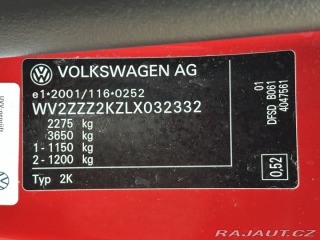 VOLKSWAGEN AG
e1*2001/116*0252
WV2ZZZ2KZLX032332
2275 kg
3650 kg
1-1150 kg
2-1200 kg
Typ 2K
01
DFSD B061
4047561
0,52
RAJAUT.CZ